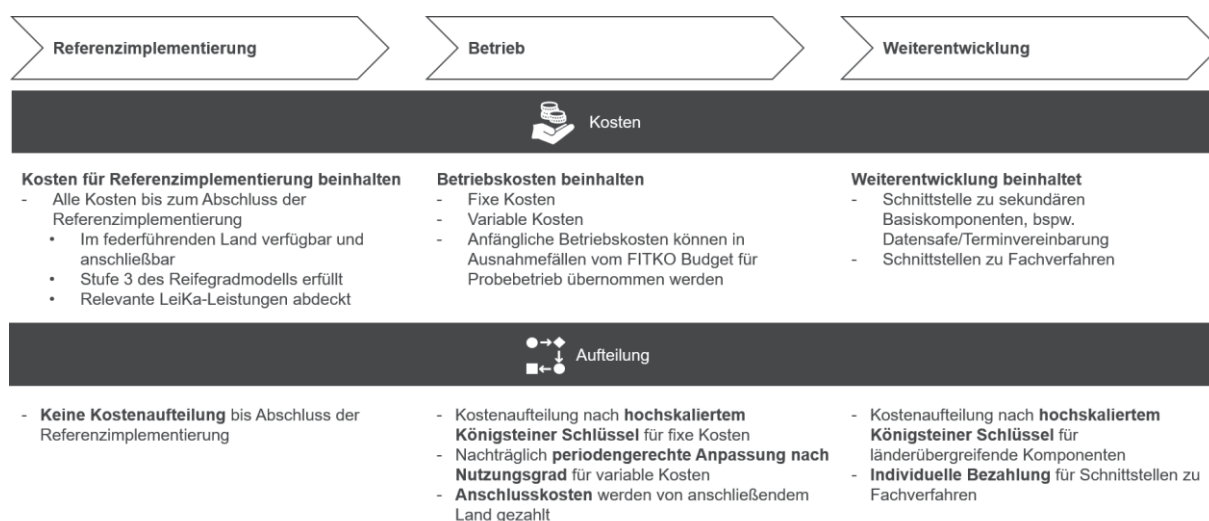 Referenzimplementierung
Betrieb
Weiterentwicklung
Kosten
Kosten für Referenzimplementierung beinhalten
- Alle Kosten bis zum Abschluss der
Referenzimplementierung
• Im federführenden Land verfügbar und
anschließbar
• Stufe 3 des Reifegradmodells erfüllt
• Relevante LeiKa-Leistungen abdeckt
Betriebskosten beinhalten
- Fixe Kosten
- Variable Kosten
- Anfängliche Betriebskosten können in
Ausnahmefällen vom FITKO Budget für
Probebetrieb übernommen werden
Weiterentwicklung beinhaltet
- Schnittstelle zu sekundären
Basiskomponenten, bspw.
Datensafe/Terminvereinbarung
- Schnittstellen zu Fachverfahren
Aufteilung
- Keine Kostenaufteilung bis Abschluss der
Referenzimplementierung
- Kostenaufteilung nach hochskaliertem
Königsteiner Schlüssel für fixe Kosten
- Nachträglich periodengerechte Anpassung nach
Nutzungsgrad für variable Kosten
- Anschlusskosten werden von anschließendem
Land gezahlt
- Kostenaufteilung nach hochskaliertem
Königsteiner Schlüssel für
länderübergreifende Komponenten
- Individuelle Bezahlung für Schnittstellen zu
Fachverfahren